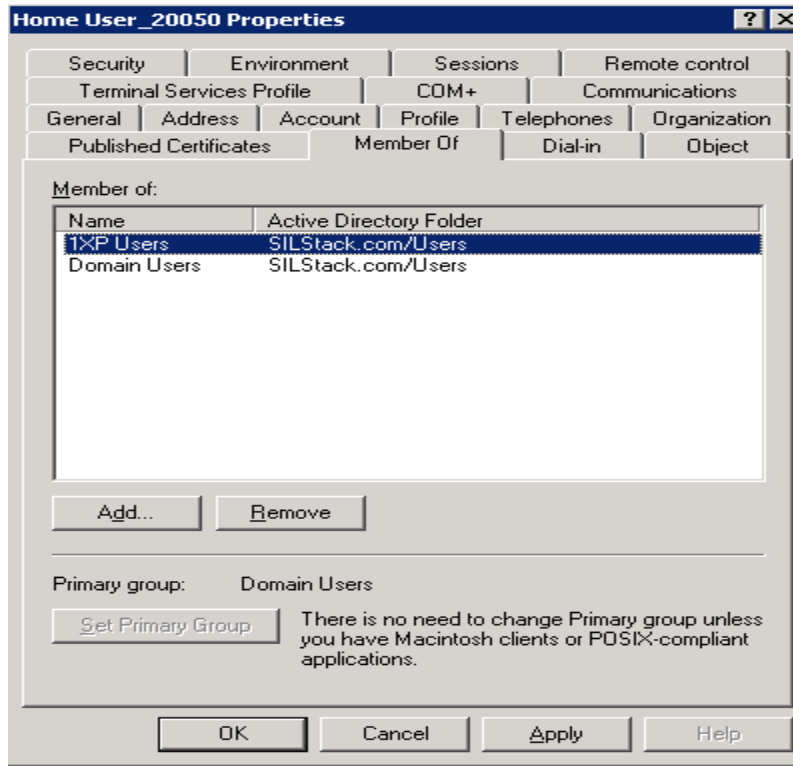 Home User_20050 Properties
Security Environment Sessions Remote control
Terminal Services Profile COM+ Communications
General Address Account Profile Telephones Organization
Published Certificates Member Of Dial-in Object
Member of:
Name Active Directory Folder
1XP Users SILStack.com/Users
Domain Users SILStack.com/Users
Add... Remove
Primary group: Domain Users
Set Primary Group
There is no need to change Primary group unless
you have Macintosh clients or POSIX-compliant
applications.
OK Cancel Apply Help